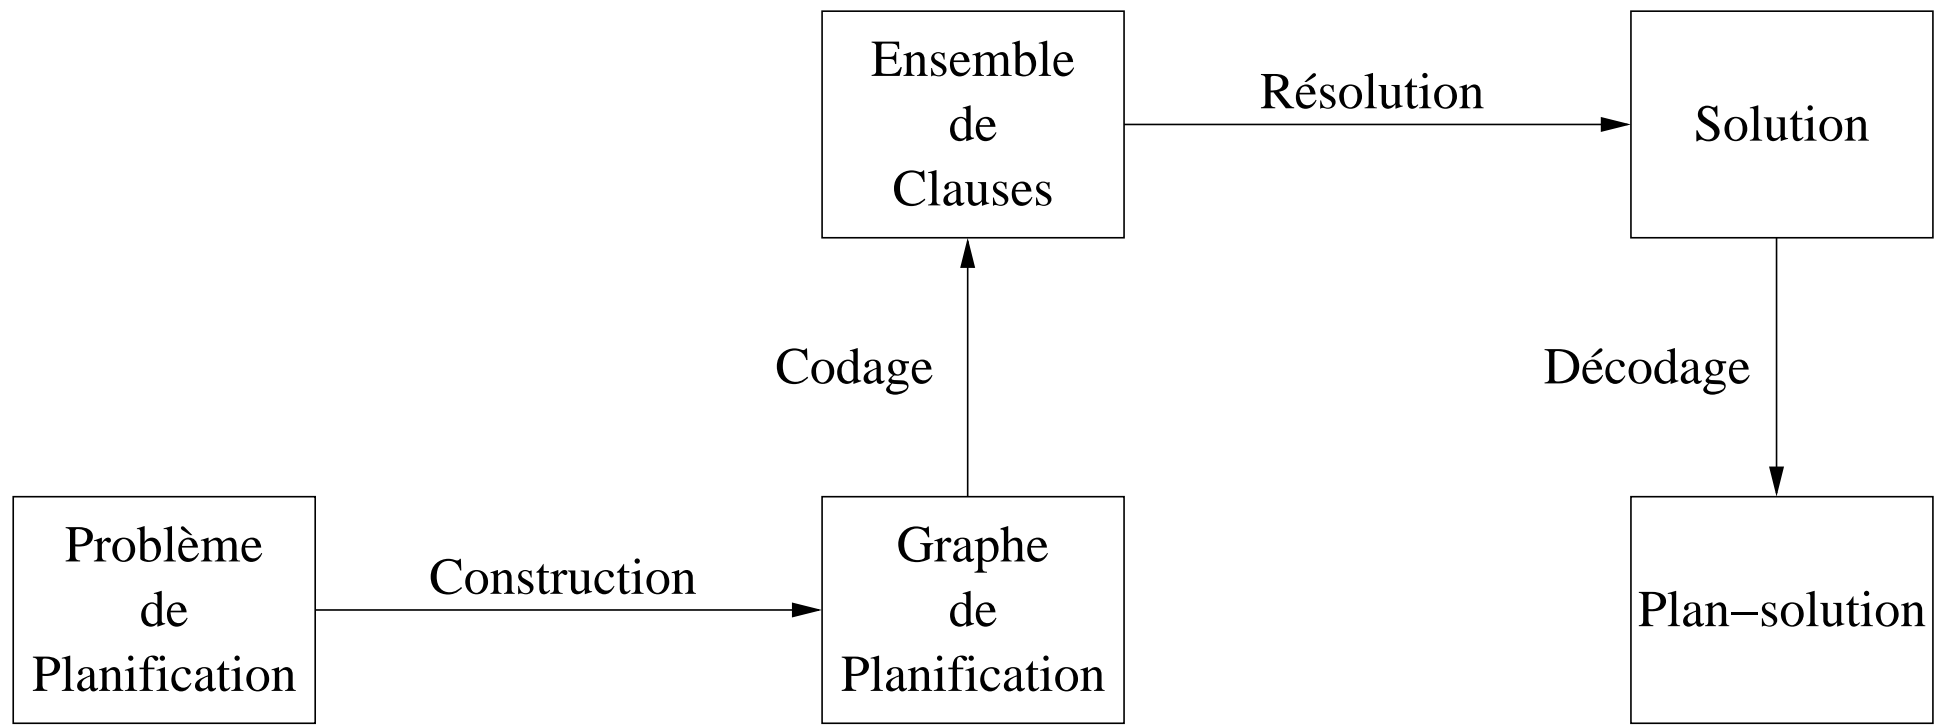 Ensemble
de
Clauses
Résolution
Solution
Codage
Décodage
Problème
de
Planification
Construction
Graphe
de
Planification
Plan−solution